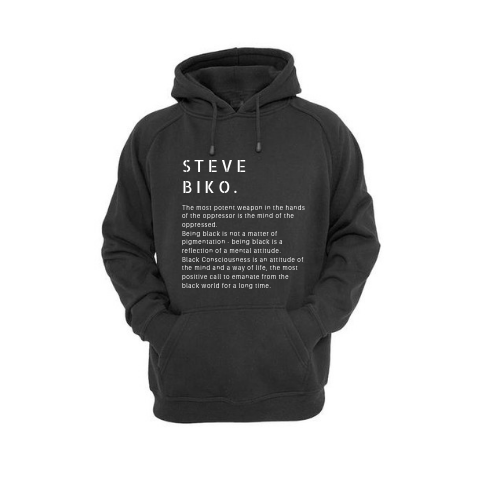 STEVE
BIKO.
The most potent weapon in the hands
of the oppressor is the mind of the
oppressed.
Being black is not a matter of
pigmentation - being black is a
reflection of a mental attitude.
Black Consciousness is an attitude of
the mind and a way of life, the most
positive call to emanate from the
black world for a long time.